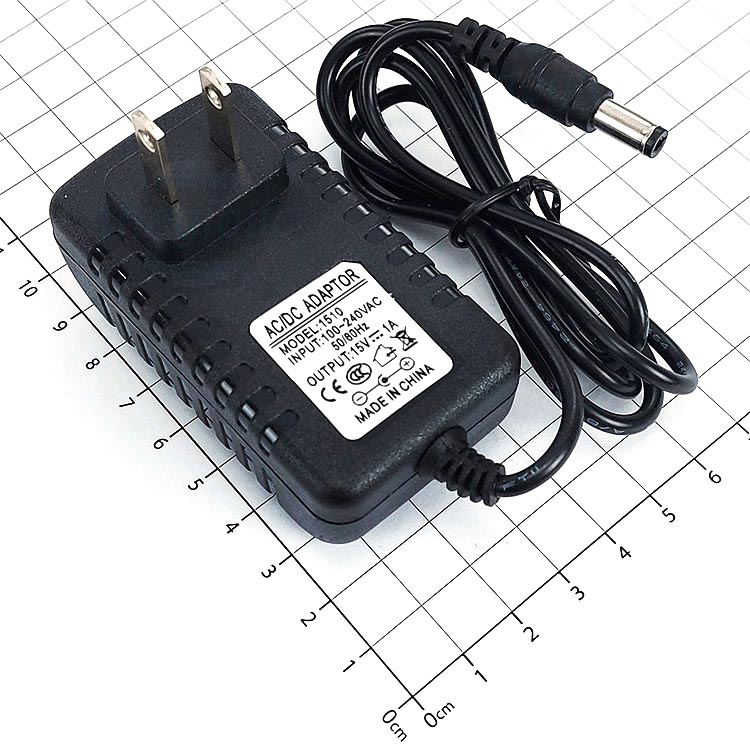 AC/DC ADAPTOR
MODEL:1510
INPUT:100~240VAC
50/60Hz
OUTPUT:15V⎓1A
CE CCC
- +
MADE IN CHINA
10
9
8
7
6
5
4
3
2
1
0cm
0cm
1
2
3
4
5
6